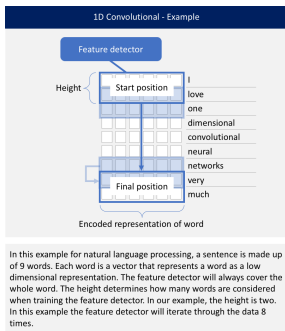 1D Convolutional - Example
Feature detector
Height
Start position
I
love
one
dimensional
convolutional
neural
networks
very
much
Final position
Encoded representation of word
In this example for natural language processing, a sentence is made up
of 9 words. Each word is a vector that represents a word as a low
dimensional representation. The feature detector will always cover the
whole word. The height determines how many words are considered
when training the feature detector. In our example, the height is two.
In this example the feature detector will iterate through the data 8
times.